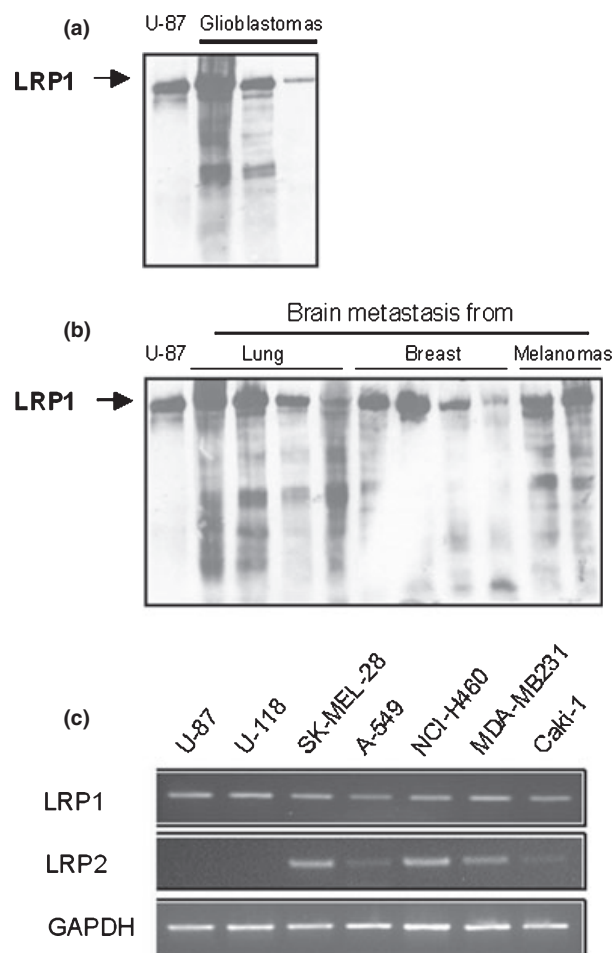 (a)
U-87 Glioblastomas
LRP1
(b)
Brain metastasis from
U-87 Lung Breast Melanomas
LRP1
(c)
U-87 U-118 SK-MEL-28 A-549 NCI-H460 MDA-MB231 Caki-1
LRP1
LRP2
GAPDH